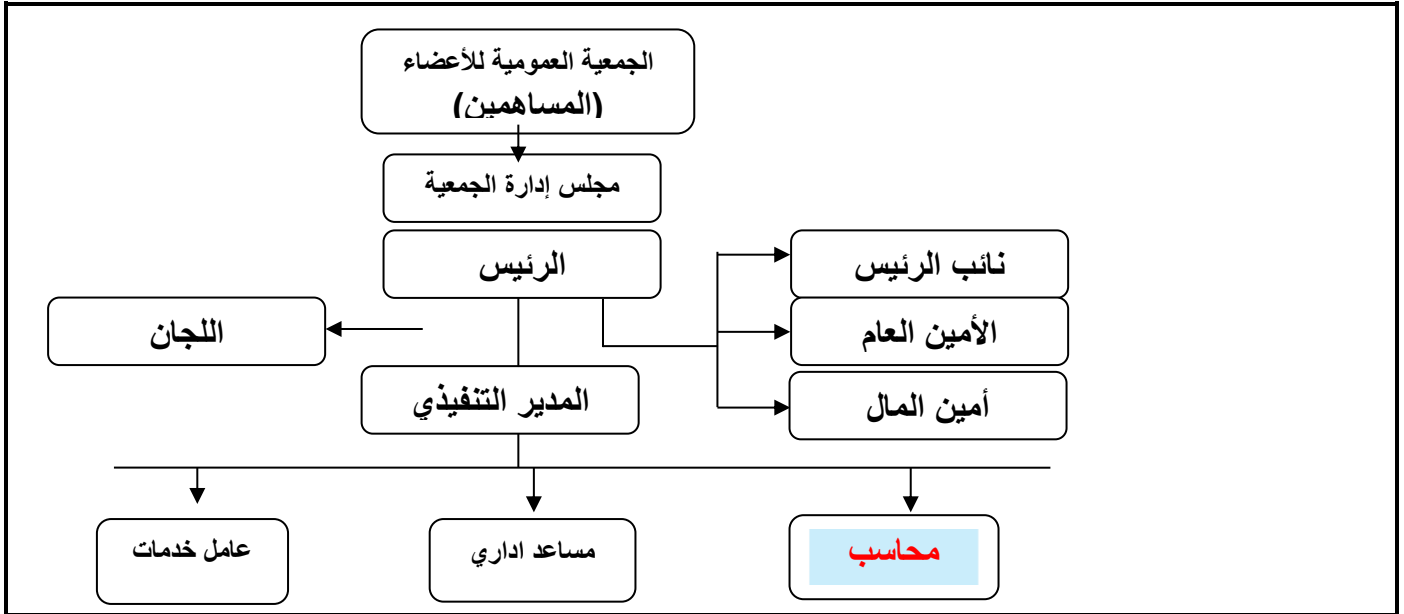 الجمعية العمومية للأعضاء
(المساهمين)
مجلس إدارة الجمعية
الرئيس
نائب الرئيس
الأمين العام
اللجان
المدير التنفيذي
أمين المال
محاسب
مساعد اداري
عامل خدمات